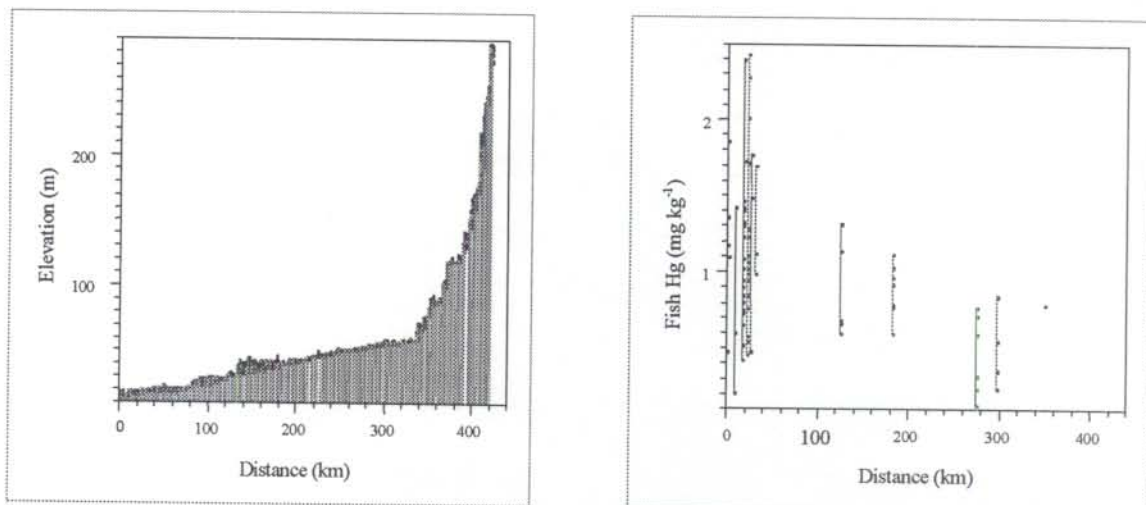 Elevation (m)
200
100
0 100 200 300 400
Distance (km)
Fish Hg (mg kg⁻¹)
2
1
0 100 200 300 400
Distance (km)